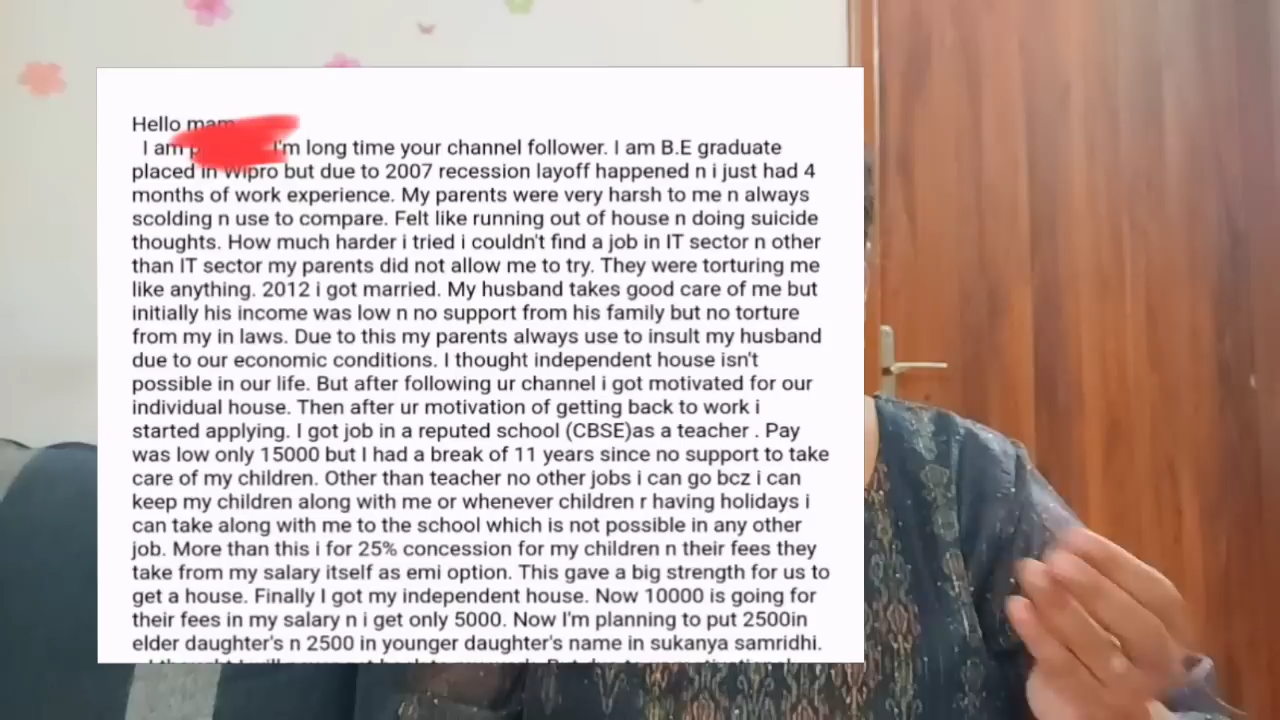 Hello mam
I am I'm long time your channel follower. I am B.E graduate
placed in Wipro but due to 2007 recession layoff happened n i just had 4
months of work experience. My parents were very harsh to me n always
scolding n use to compare. Felt like running out of house n doing suicide
thoughts. How much harder i tried i couldn't find a job in IT sector n other
than IT sector my parents did not allow me to try. They were torturing me
like anything. 2012 i got married. My husband takes good care of me but
initially his income was low n no support from his family but no torture
from my in laws. Due to this my parents always use to insult my husband
due to our economic conditions. I thought independent house isn't
possible in our life. But after following ur channel i got motivated for our
individual house. Then after ur motivation of getting back to work i
started applying. I got job in a reputed school (CBSE)as a teacher . Pay
was low only 15000 but I had a break of 11 years since no support to take
care of my children. Other than teacher no other jobs i can go bcz i can
keep my children along with me or whenever children r having holidays i
can take along with me to the school which is not possible in any other
job. More than this i for 25% concession for my children n their fees they
take from my salary itself as emi option. This gave a big strength for us to
get a house. Finally I got my independent house. Now 10000 is going for
their fees in my salary n i get only 5000. Now I'm planning to put 2500in
elder daughter's n 2500 in younger daughter's name in sukanya samridhi.